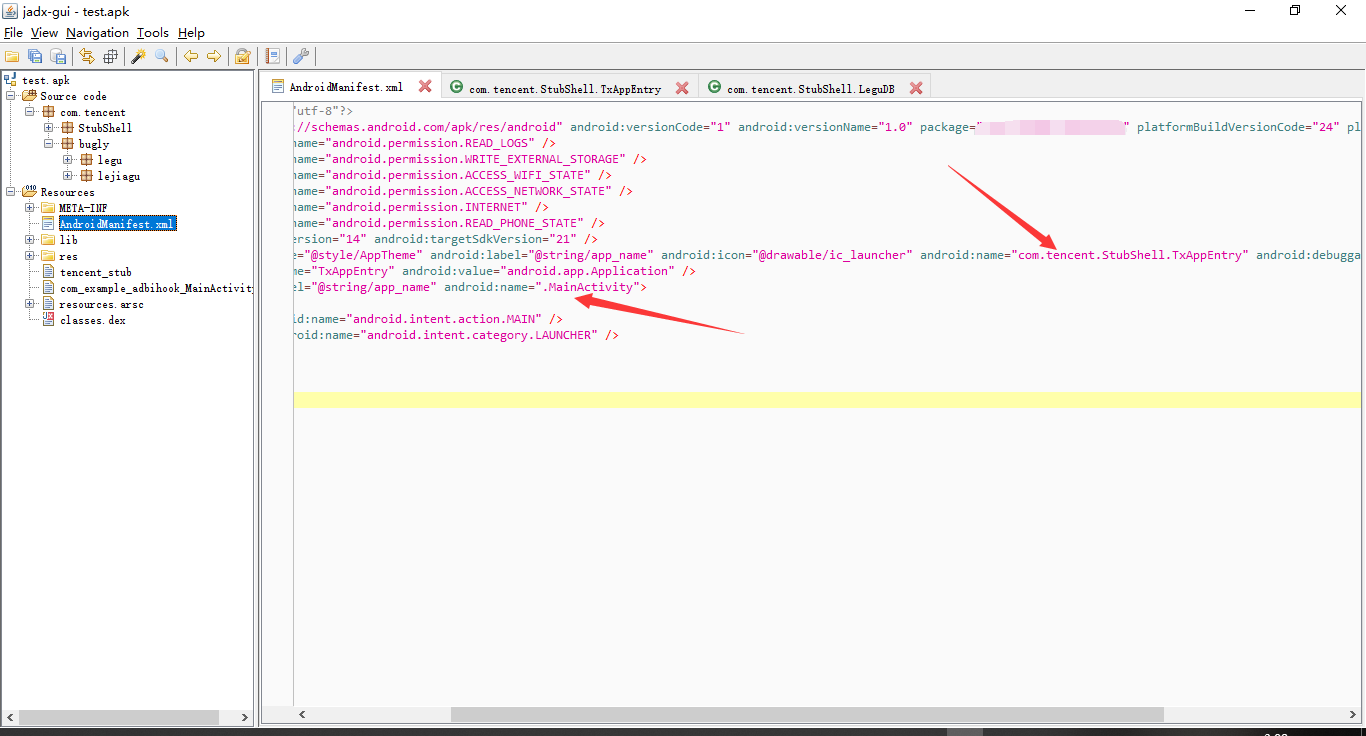 jadx-gui - test.apk
File View Navigation Tools Help
test.apk
Source code
com.tencent
StubShell
bugly
legu
lejiagu
Resources
META-INF
AndroidManifest.xml
lib
res
tencent_stub
com_example_adbihook_MainActivity
resources.arsc
classes.dex
AndroidManifest.xml
com.tencent.StubShell.TxAppEntry
com.tencent.StubShell.LeguDB
"utf-8"?>
://schemas.android.com/apk/res/android" android:versionCode="1" android:versionName="1.0" package=" " platformBuildVersionCode="24" pl
name="android.permission.READ_LOGS" />
name="android.permission.WRITE_EXTERNAL_STORAGE" />
name="android.permission.ACCESS_WIFI_STATE" />
name="android.permission.ACCESS_NETWORK_STATE" />
name="android.permission.INTERNET" />
name="android.permission.READ_PHONE_STATE" />
ersion="14" android:targetSdkVersion="21" />
e="@style/AppTheme" android:label="@string/app_name" android:icon="@drawable/ic_launcher" android:name="com.tencent.StubShell.TxAppEntry" android:debugga
me="TxAppEntry" android:value="android.app.Application" />
el="@string/app_name" android:name=".MainActivity">
id:name="android.intent.action.MAIN" />
roid:name="android.intent.category.LAUNCHER" />